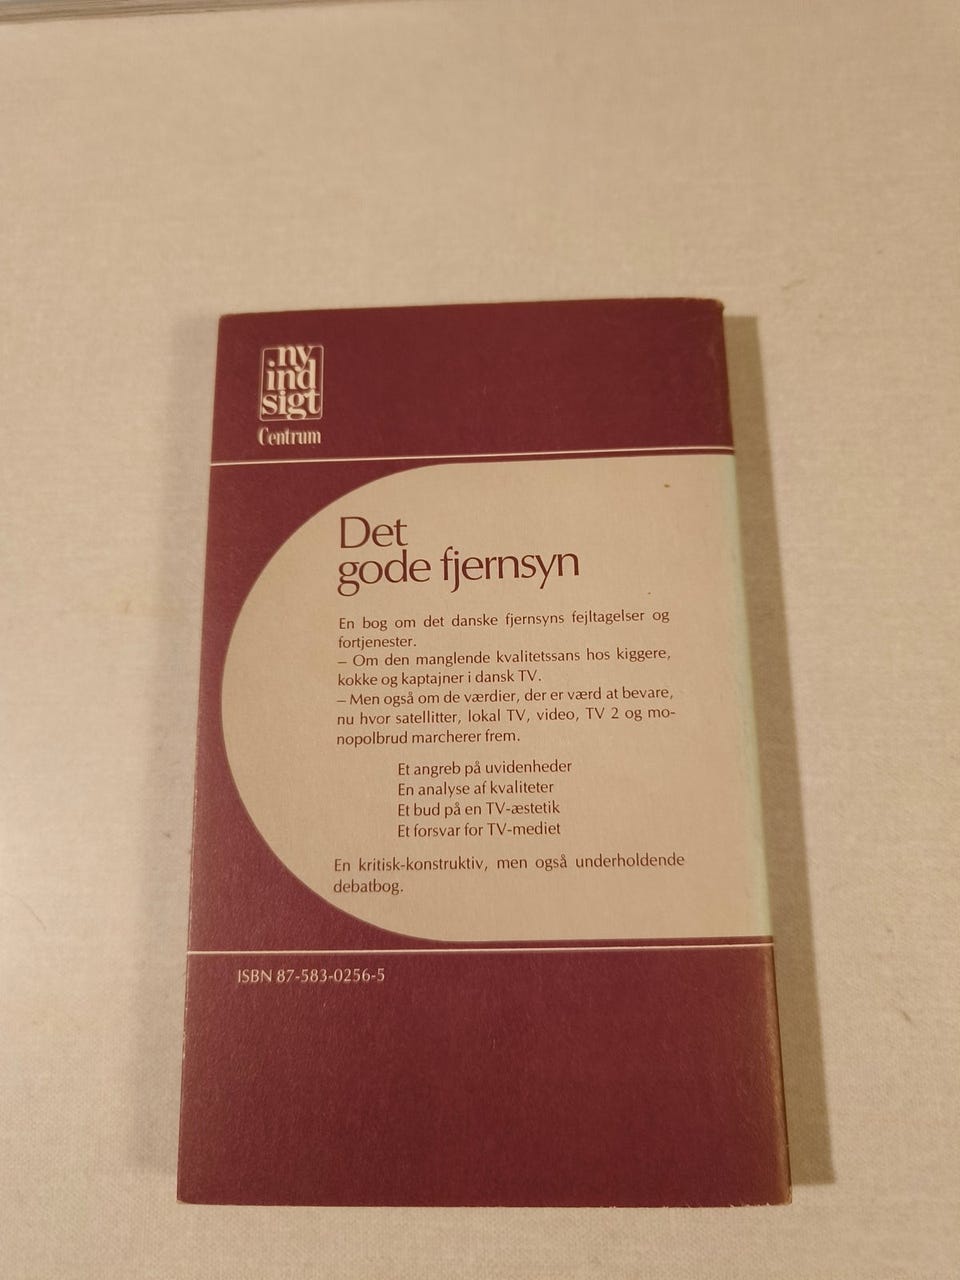 ny
ind
sigt
Centrum
Det
gode fjernsyn
En bog om det danske fjernsyns fejltagelser og
fortjenester.
– Om den manglende kvalitetssans hos kiggere,
kokke og kaptajner i dansk TV.
– Men også om de værdier, der er værd at bevare,
nu hvor satellitter, lokal TV, video, TV 2 og mo-
nopolbrud marcherer frem.
Et angreb på uvidenheder
En analyse af kvaliteter
Et bud på en TV-æstetik
Et forsvar for TV-mediet
En kritisk-konstruktiv, men også underholdende
debatbog.
ISBN 87-583-0256-5